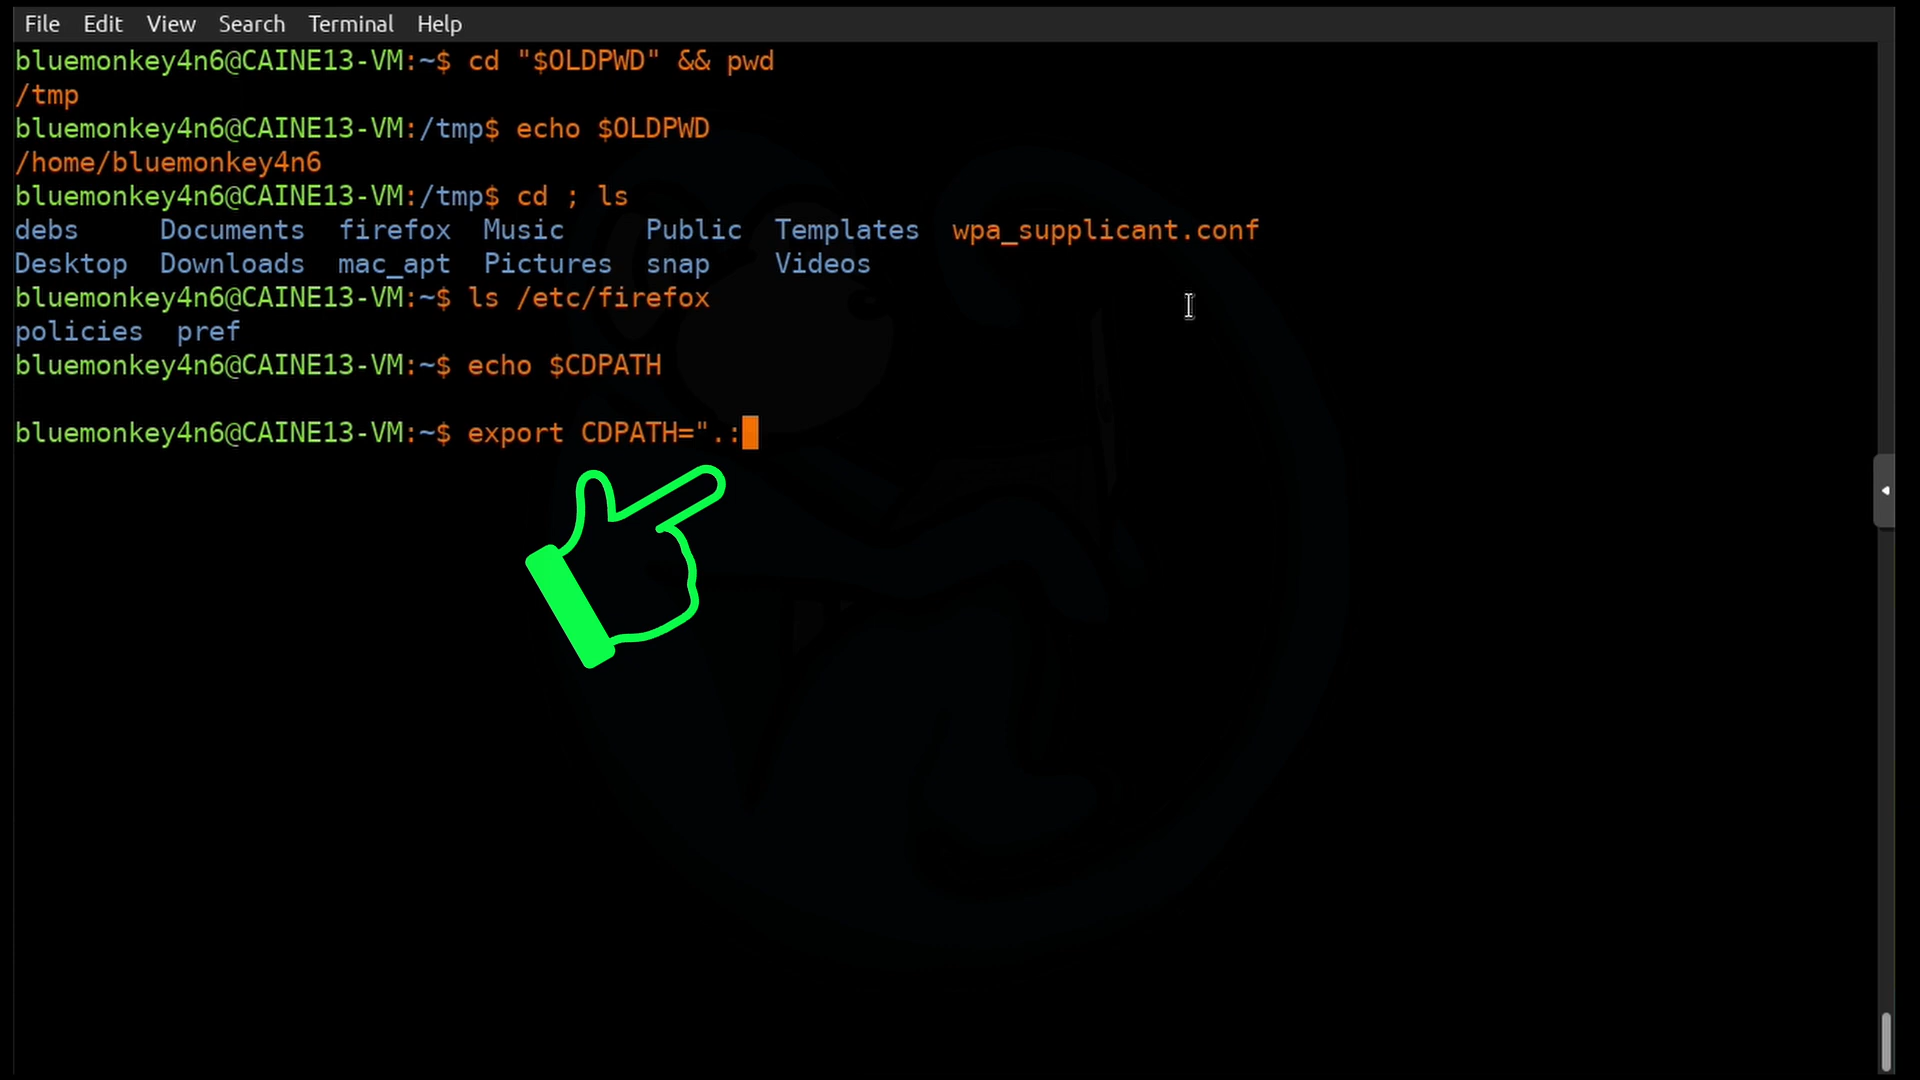 File Edit View Search Terminal Help
bluemonkey4n6@CAINE13-VM:~$ cd "$OLDPWD" && pwd
/tmp
bluemonkey4n6@CAINE13-VM:/tmp$ echo $OLDPWD
/home/bluemonkey4n6
bluemonkey4n6@CAINE13-VM:/tmp$ cd ; ls
debs Documents firefox Music Public Templates wpa_supplicant.conf
Desktop Downloads mac_apt Pictures snap Videos
bluemonkey4n6@CAINE13-VM:~$ ls /etc/firefox
policies pref
bluemonkey4n6@CAINE13-VM:~$ echo $CDPATH
bluemonkey4n6@CAINE13-VM:~$ export CDPATH=".: